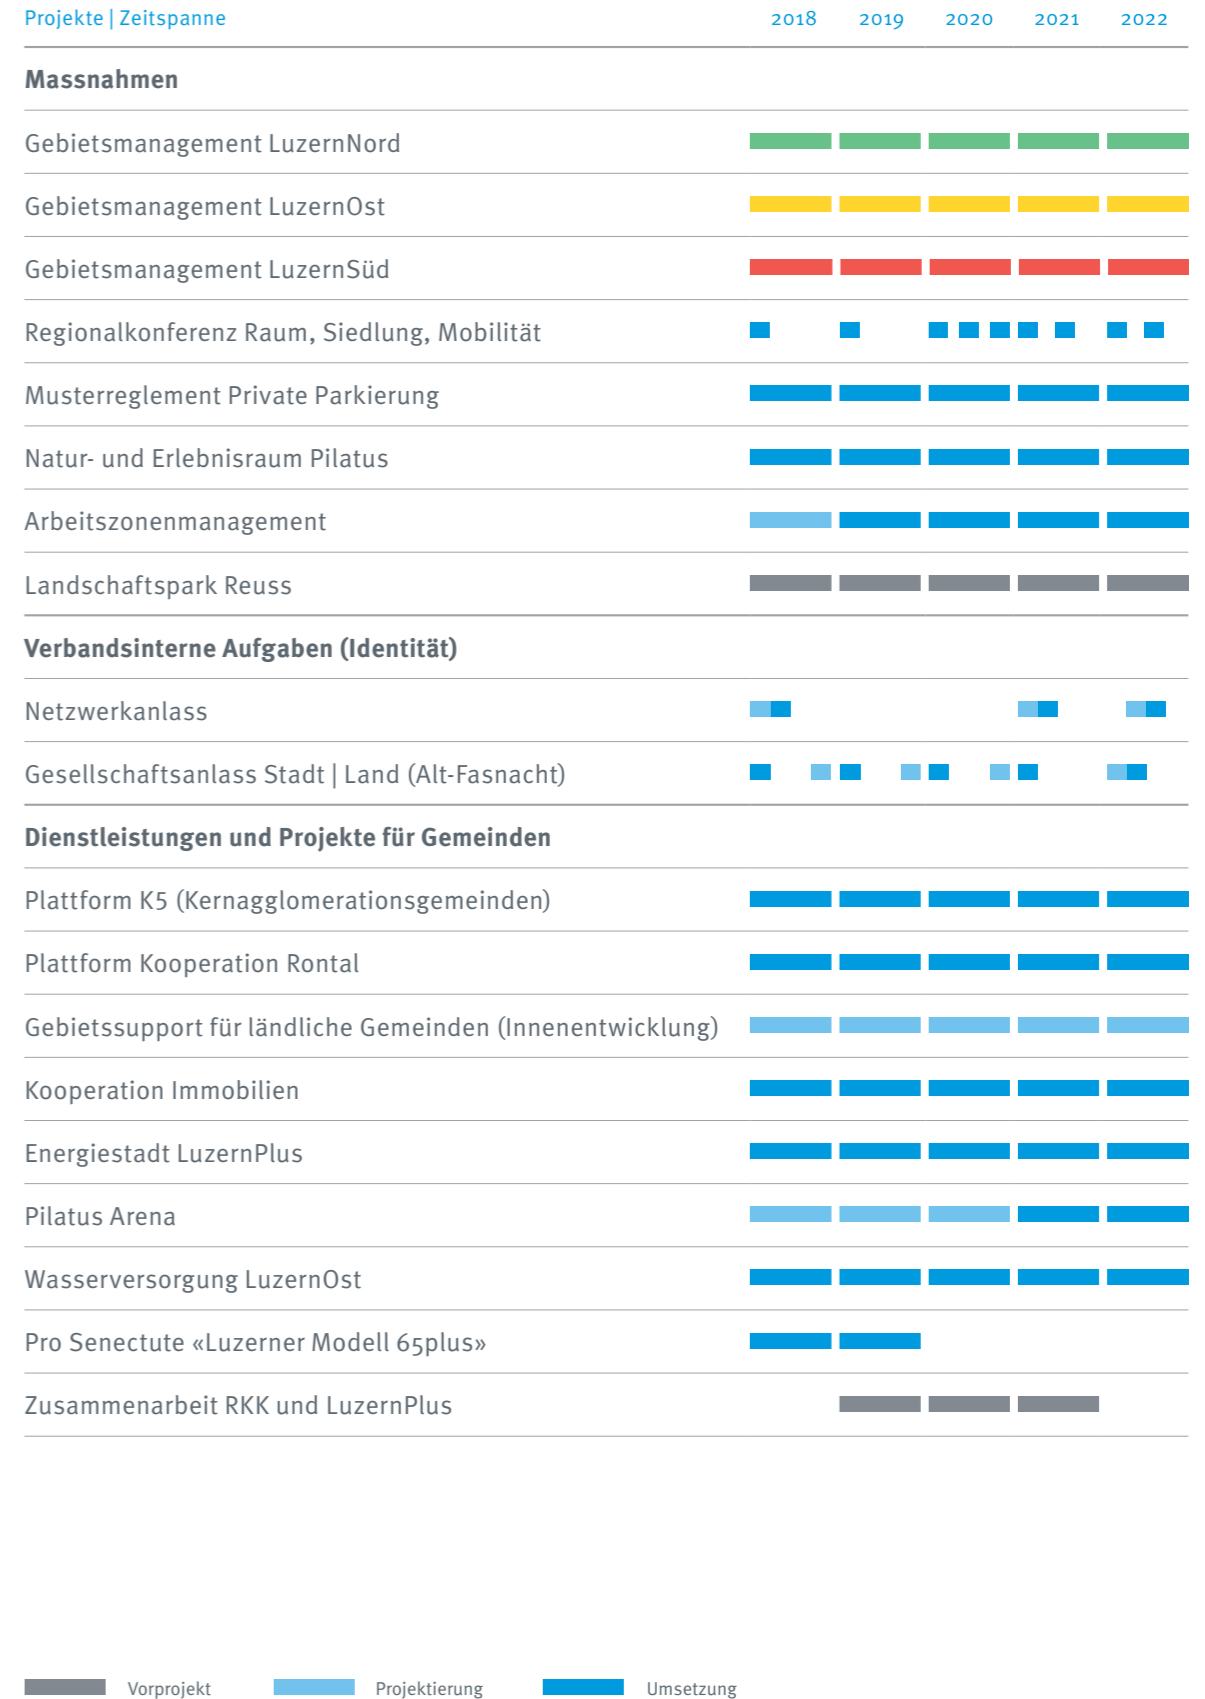 Projekte | Zeitspanne 2018 2019 2020 2021 2022
Massnahmen
Gebietsmanagement LuzernNord
Gebietsmanagement LuzernOst
Gebietsmanagement LuzernSüd
Regionalkonferenz Raum, Siedlung, Mobilität
Musterreglement Private Parkierung
Natur- und Erlebnisraum Pilatus
Arbeitszonenmanagement
Landschaftspark Reuss
Verbandsinterne Aufgaben (Identität)
Netzwerkanlass
Gesellschaftsanlass Stadt | Land (Alt-Fasnacht)
Dienstleistungen und Projekte für Gemeinden
Plattform K5 (Kernagglomerationsgemeinden)
Plattform Kooperation Rontal
Gebietssupport für ländliche Gemeinden (Innenentwicklung)
Kooperation Immobilien
Energiestadt LuzernPlus
Pilatus Arena
Wasserversorgung LuzernOst
Pro Senectute «Luzerner Modell 65plus»
Zusammenarbeit RKK und LuzernPlus
Vorprojekt Projektierung Umsetzung